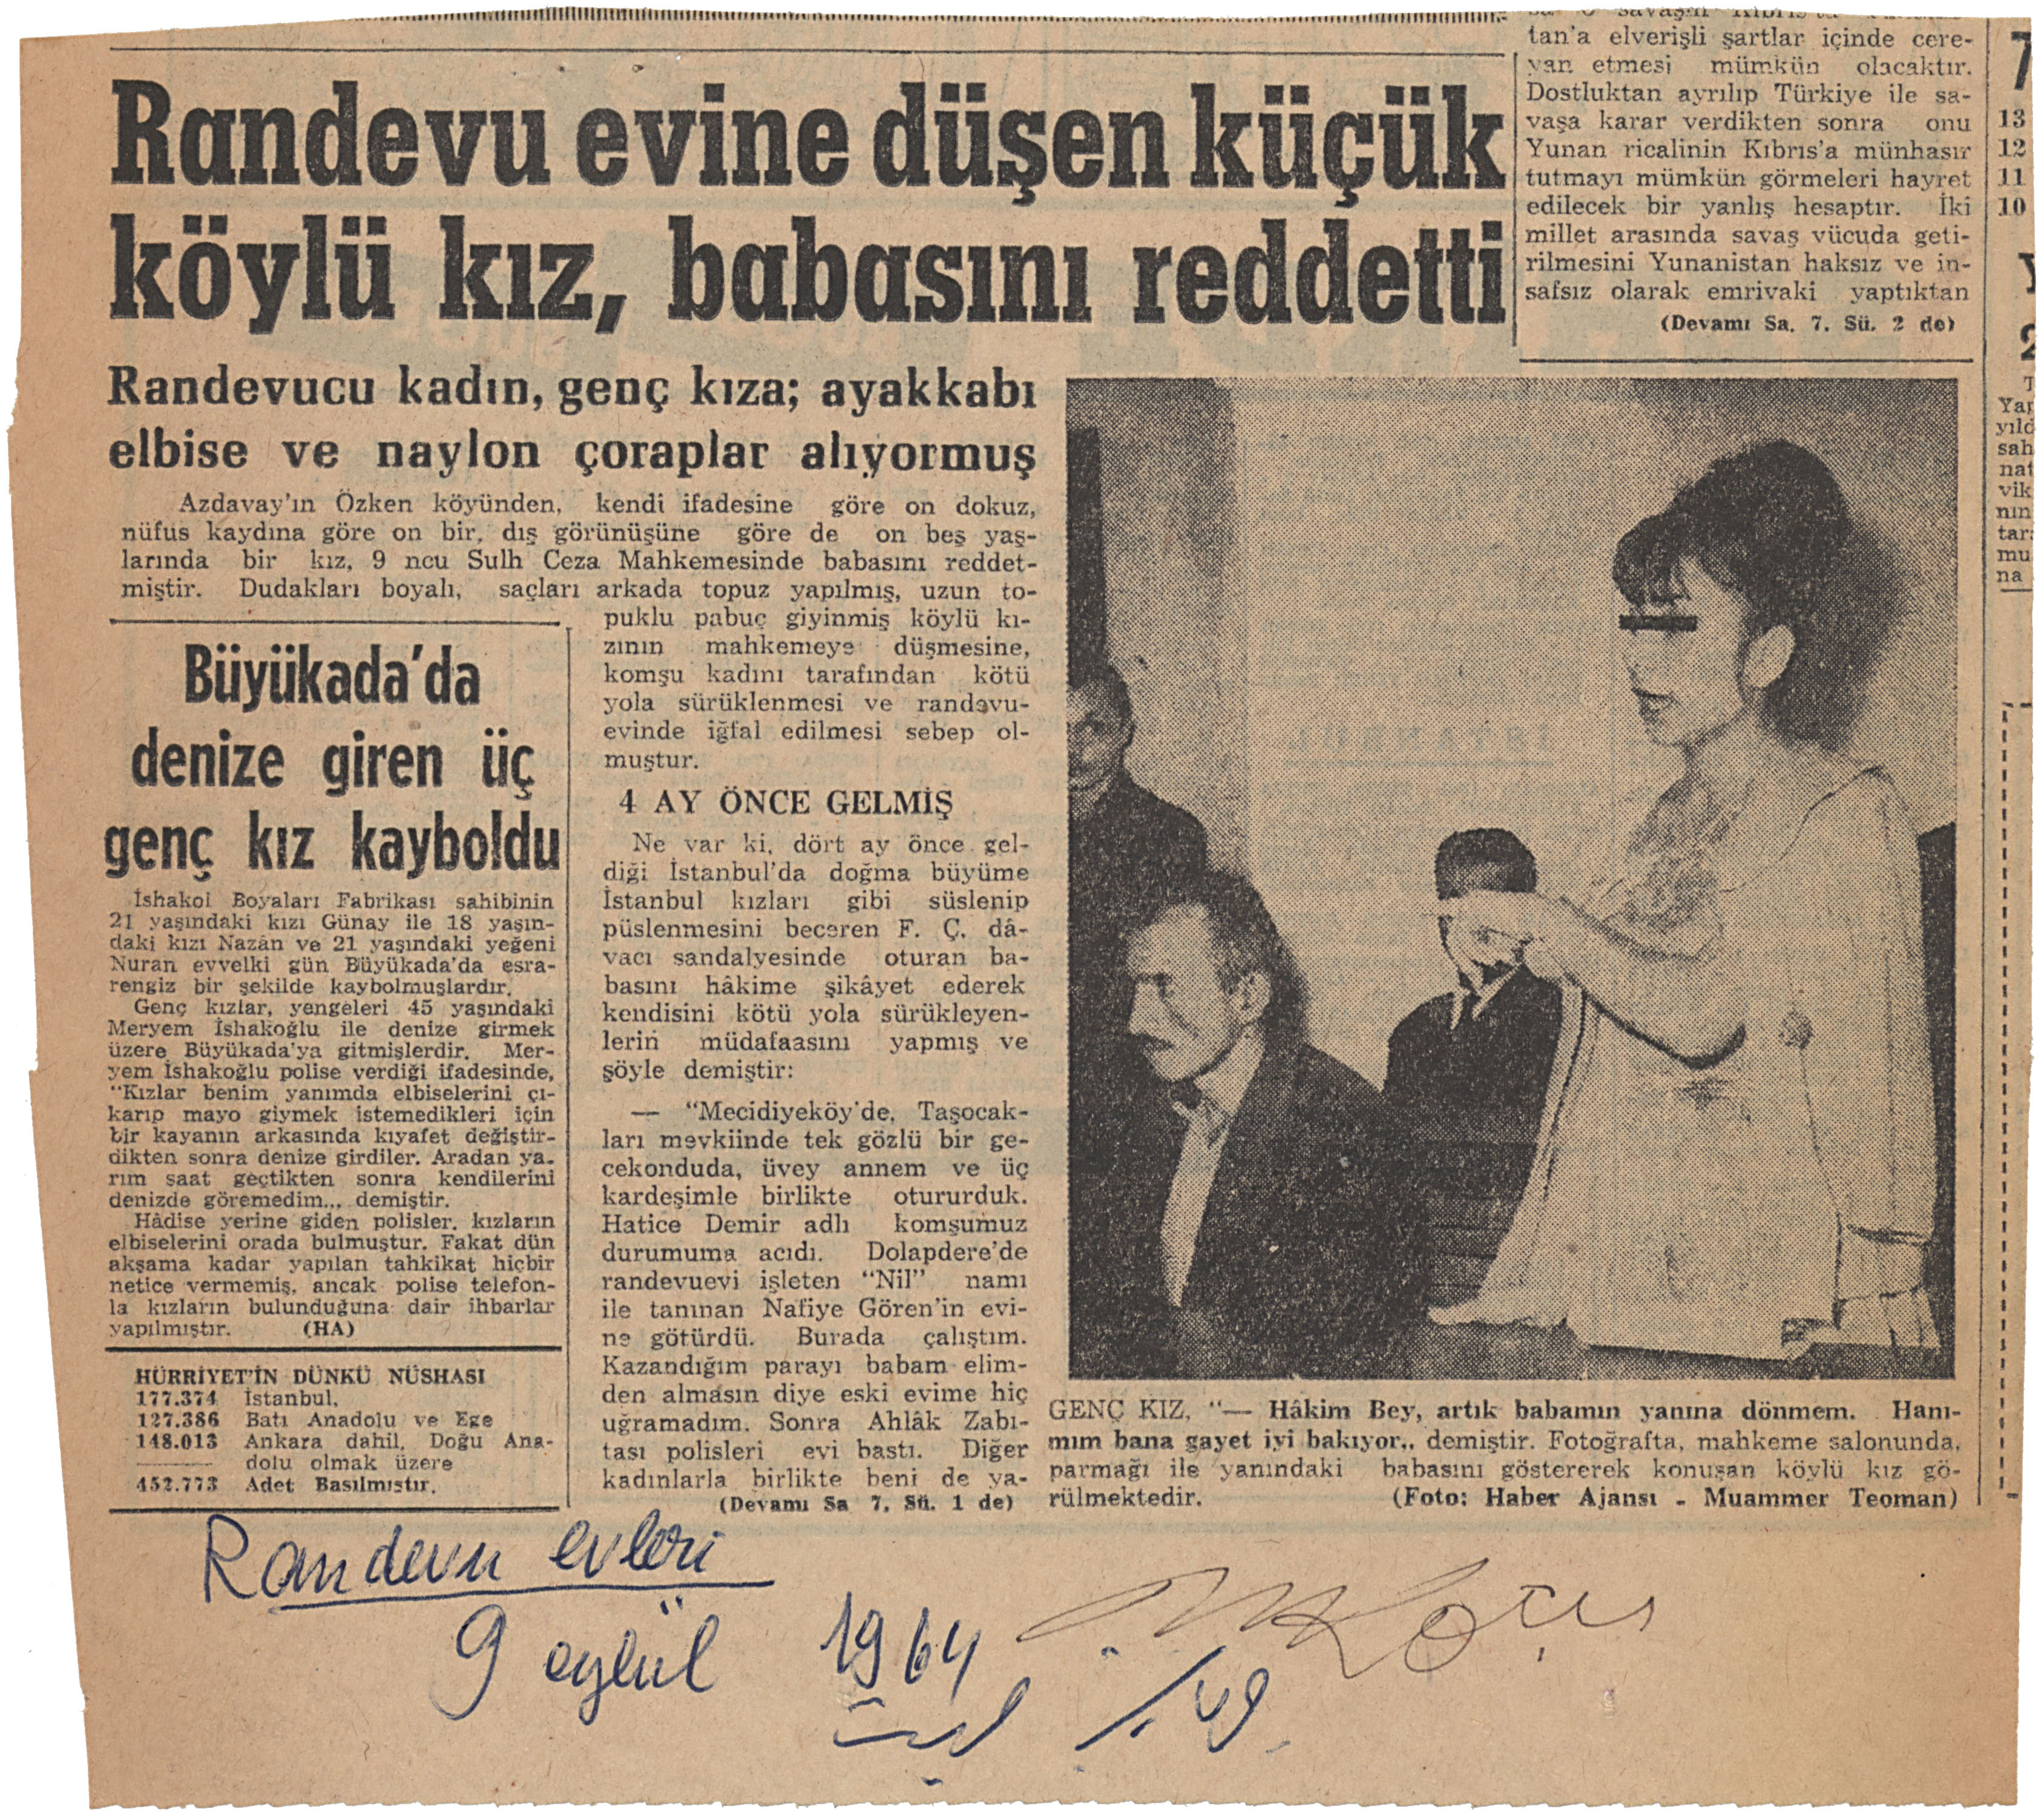 Randevu evine düşen küçük
köylü kız, babasını reddetti
Randevucu kadın, genç kıza; ayakkabı
elbise ve naylon çoraplar alıyormuş
Azdavay'ın Özken köyünden, kendi ifadesine göre on dokuz,
nüfus kaydına göre on bir, dış görünüşüne göre de on beş yaş-
larında bir kız, 9 ncu Sulh Ceza Mahkemesinde babasını reddet-
miştir. Dudakları boyalı, saçları arkada topuz yapılmış, uzun to-
puklu pabuç giyinmiş köylü kı-
zının mahkemeye düşmesine,
komşu kadını tarafından kötü
yola sürüklenmesi ve randevu-
evinde iğfal edilmesi sebep ol-
muştur.
4 AY ÖNCE GELMİŞ
Ne var ki, dört ay önce gel-
diği İstanbul'da doğma büyüme
İstanbul kızları gibi süslenip
püslenmesini beceren F. Ç. dâ-
vacı sandalyesinde oturan ba-
basını hâkime şikâyet ederek
kendisini kötü yola sürükleyen-
lerin müdafaasını yapmış ve
şöyle demiştir:
— "Mecidiyeköy'de, Taşocak-
ları mevkiinde tek gözlü bir ge-
cekonduda, üvey annem ve üç
kardeşimle birlikte otururduk.
Hatice Demir adlı komşumuz
durumuma acıdı. Dolapdere'de
randevuevi işleten "Nil" namı
ile tanınan Nafiye Gören'in evi-
ne götürdü. Burada çalıştım.
Kazandığım parayı babam elim-
den almasın diye eski evime hiç
uğramadım. Sonra Ahlâk Zabı-
tası polisleri evi bastı. Diğer
kadınlarla birlikte beni de ya-
(Devamı Sa 7, Sü. 1 de)
Büyükada'da
denize giren üç
genç kız kayboldu
İshakol Boyaları Fabrikası sahibinin
21 yaşındaki kızı Günay ile 18 yaşın-
daki kızı Nazân ve 21 yaşındaki yeğeni
Nuran evvelki gün Büyükada'da esra-
rengiz bir şekilde kaybolmuşlardır.
Genç kızlar, yengeleri 45 yaşındaki
Meryem İshakoğlu ile denize girmek
üzere Büyükada'ya gitmişlerdir. Mer-
yem İshakoğlu polise verdiği ifadesinde,
"Kızlar benim yanımda elbiselerini çı-
karıp mayo giymek istemedikleri için
bir kayanın arkasında kıyafet değiştir-
dikten sonra denize girdiler. Aradan ya-
rım saat geçtikten sonra kendilerini
denizde göremedim.,, demiştir.
Hâdise yerine giden polisler, kızların
elbiselerini orada bulmuştur. Fakat dün
akşama kadar yapılan tahkikat hiçbir
netice vermemiş, ancak polise telefon-
la kızların bulunduğuna dair ihbarlar
yapılmıştır. (HA)
HÜRRİYET'İN DÜNKÜ NÜSHASI
177.374 İstanbul,
127.386 Batı Anadolu ve Ege
148.013 Ankara dahil, Doğu Ana-
dolu olmak üzere
452.773 Adet Basılmıştır.
GENÇ KIZ, "— Hâkim Bey, artık babamın yanına dönmem. Hanı-
mım bana gayet iyi bakıyor,, demiştir. Fotoğrafta, mahkeme salonunda,
parmağı ile yanındaki babasını göstererek konuşan köylü kız gö-
rülmektedir. (Foto: Haber Ajansı - Muammer Teoman)
tan'a elverişli şartlar içinde cere-
yan etmesi mümkün olacaktır.
Dostluktan ayrılıp Türkiye ile sa-
vaşa karar verdikten sonra onu
Yunan ricalinin Kıbrıs'a münhasır
tutmayı mümkün görmeleri hayret
edilecek bir yanlış hesaptır. İki
millet arasında savaş vücuda geti-
rilmesini Yunanistan haksız ve in-
safsız olarak emrivaki yaptıktan
(Devamı Sa. 7. Sü. 2 de)
7
13
12
11
10
2
Yap
yıld
sah
nat
vik
nın
tar
mu
na
Randevu evleri
9 eylül 1964